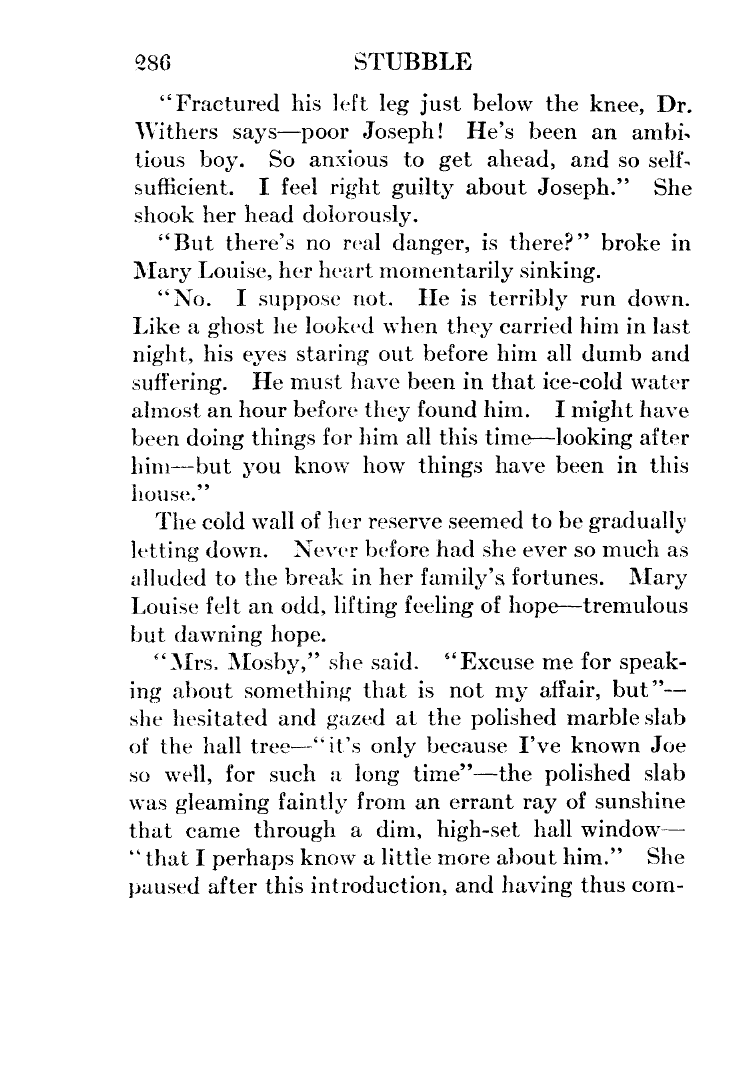 286 STUBBLE
“Fractured his left leg just below the knee, Dr.
Withers says—poor Joseph! He's been an ambi-
tious boy. So anxious to get ahead, and so self-
sufficient. I feel right guilty about Joseph.” She
shook her head dolorously.
“But there's no real danger, is there?” broke in
Mary Louise, her heart momentarily sinking.
“No. I suppose not. He is terribly run down.
Like a ghost he looked when they carried him in last
night, his eyes staring out before him all dumb and
suffering. He must have been in that ice-cold water
almost an hour before they found him. I might have
been doing things for him all this time—looking after
him—but you know how things have been in this
house.”
The cold wall of her reserve seemed to be gradually
letting down. Never before had she ever so much as
alluded to the break in her family's fortunes. Mary
Louise felt an odd, lifting feeling of hope—tremulous
but dawning hope.
“Mrs. Mosby,” she said. “Excuse me for speak-
ing about something that is not my affair, but”—
she hesitated and gazed at the polished marble slab
of the hall tree—“it's only because I've known Joe
so well, for such a long time”—the polished slab
was gleaming faintly from an errant ray of sunshine
that came through a dim, high-set hall window—
“that I perhaps know a little more about him.” She
paused after this introduction, and having thus com-